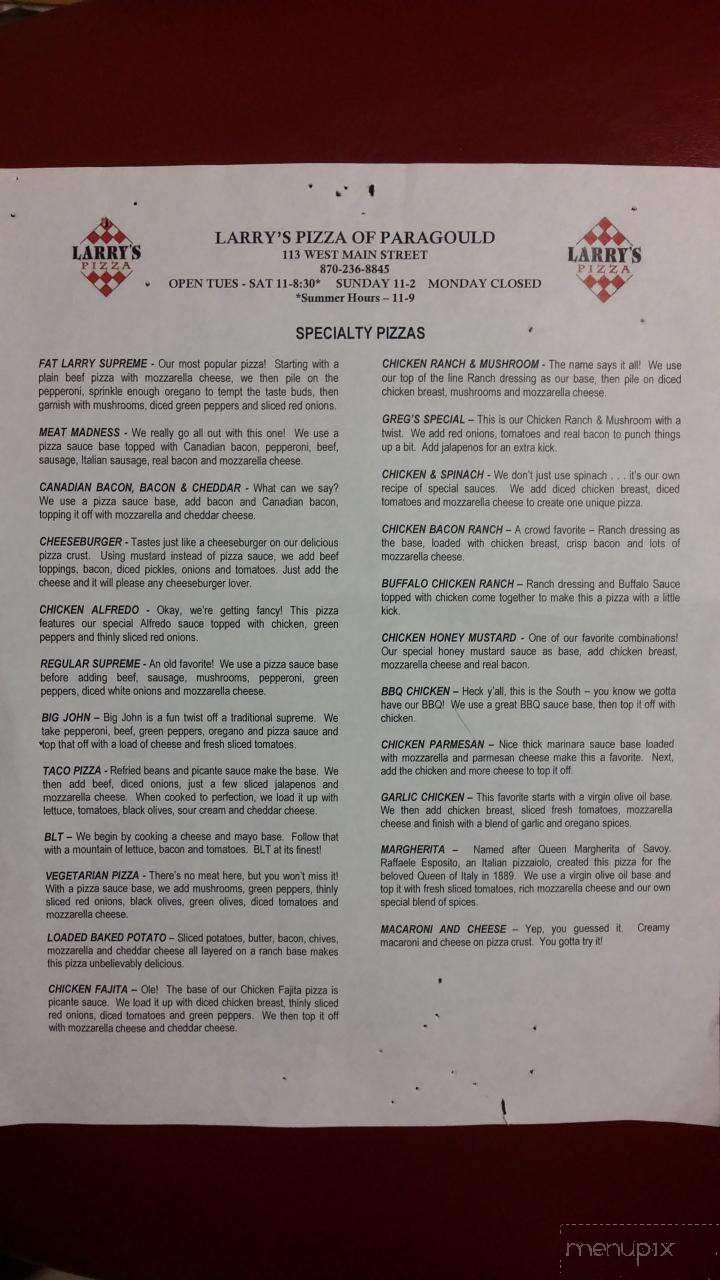 LARRY'S
PIZZA
LARRY'S PIZZA OF PARAGOULD
113 WEST MAIN STREET
870-236-8845
OPEN TUES - SAT 11-8:30* SUNDAY 11-2 MONDAY CLOSED
*Summer Hours – 11-9
LARRY'S
PIZZA
SPECIALTY PIZZAS
FAT LARRY SUPREME - Our most popular pizza! Starting with a
plain beef pizza with mozzarella cheese, we then pile on the
pepperoni, sprinkle enough oregano to tempt the taste buds, then
garnish with mushrooms, diced green peppers and sliced red onions.
MEAT MADNESS - We really go all out with this one! We use a
pizza sauce base topped with Canadian bacon, pepperoni, beef,
sausage, Italian sausage, real bacon and mozzarella cheese.
CANADIAN BACON, BACON & CHEDDAR - What can we say?
We use a pizza sauce base, add bacon and Canadian bacon,
topping it off with mozzarella and cheddar cheese.
CHEESEBURGER - Tastes just like a cheeseburger on our delicious
pizza crust. Using mustard instead of pizza sauce, we add beef
toppings, bacon, diced pickles, onions and tomatoes. Just add the
cheese and it will please any cheeseburger lover.
CHICKEN ALFREDO - Okay, we're getting fancy! This pizza
features our special Alfredo sauce topped with chicken, green
peppers and thinly sliced red onions.
REGULAR SUPREME - An old favorite! We use a pizza sauce base
before adding beef, sausage, mushrooms, pepperoni, green
peppers, diced white onions and mozzarella cheese.
BIG JOHN – Big John is a fun twist off a traditional supreme. We
take pepperoni, beef, green peppers, oregano and pizza sauce and
top that off with a load of cheese and fresh sliced tomatoes.
TACO PIZZA - Refried beans and picante sauce make the base. We
then add beef, diced onions, just a few sliced jalapenos and
mozzarella cheese. When cooked to perfection, we load it up with
lettuce, tomatoes, black olives, sour cream and cheddar cheese.
BLT – We begin by cooking a cheese and mayo base. Follow that
with a mountain of lettuce, bacon and tomatoes. BLT at its finest!
VEGETARIAN PIZZA - There's no meat here, but you won't miss it!
With a pizza sauce base, we add mushrooms, green peppers, thinly
sliced red onions, black olives, green olives, diced tomatoes and
mozzarella cheese.
LOADED BAKED POTATO – Sliced potatoes, butter, bacon, chives,
mozzarella and cheddar cheese all layered on a ranch base makes
this pizza unbelievably delicious.
CHICKEN FAJITA – Ole! The base of our Chicken Fajita pizza is
picante sauce. We load it up with diced chicken breast, thinly sliced
red onions, diced tomatoes and green peppers. We then top it off
with mozzarella cheese and cheddar cheese.
CHICKEN RANCH & MUSHROOM - The name says it all! We use
our top of the line Ranch dressing as our base, then pile on diced
chicken breast, mushrooms and mozzarella cheese.
GREG'S SPECIAL – This is our Chicken Ranch & Mushroom with a
twist. We add red onions, tomatoes and real bacon to punch things
up a bit. Add jalapenos for an extra kick.
CHICKEN & SPINACH - We don't just use spinach . . . it's our own
recipe of special sauces. We add diced chicken breast, diced
tomatoes and mozzarella cheese to create one unique pizza.
CHICKEN BACON RANCH – A crowd favorite – Ranch dressing as
the base, loaded with chicken breast, crisp bacon and lots of
mozzarella cheese.
BUFFALO CHICKEN RANCH – Ranch dressing and Buffalo Sauce
topped with chicken come together to make this a pizza with a little
kick.
CHICKEN HONEY MUSTARD - One of our favorite combinations!
Our special honey mustard sauce as base, add chicken breast,
mozzarella cheese and real bacon.
BBQ CHICKEN – Heck y'all, this is the South – you know we gotta
have our BBQ! We use a great BBQ sauce base, then top it off with
chicken.
CHICKEN PARMESAN – Nice thick marinara sauce base loaded
with mozzarella and parmesan cheese make this a favorite. Next,
add the chicken and more cheese to top it off.
GARLIC CHICKEN – This favorite starts with a virgin olive oil base.
We then add chicken breast, sliced fresh tomatoes, mozzarella
cheese and finish with a blend of garlic and oregano spices.
MARGHERITA – Named after Queen Margherita of Savoy.
Raffaele Esposito, an Italian pizzaiolo, created this pizza for the
beloved Queen of Italy in 1889. We use a virgin olive oil base and
top it with fresh sliced tomatoes, rich mozzarella cheese and our own
special blend of spices.
MACARONI AND CHEESE – Yep, you guessed it. Creamy
macaroni and cheese on pizza crust. You gotta try it!
menupix